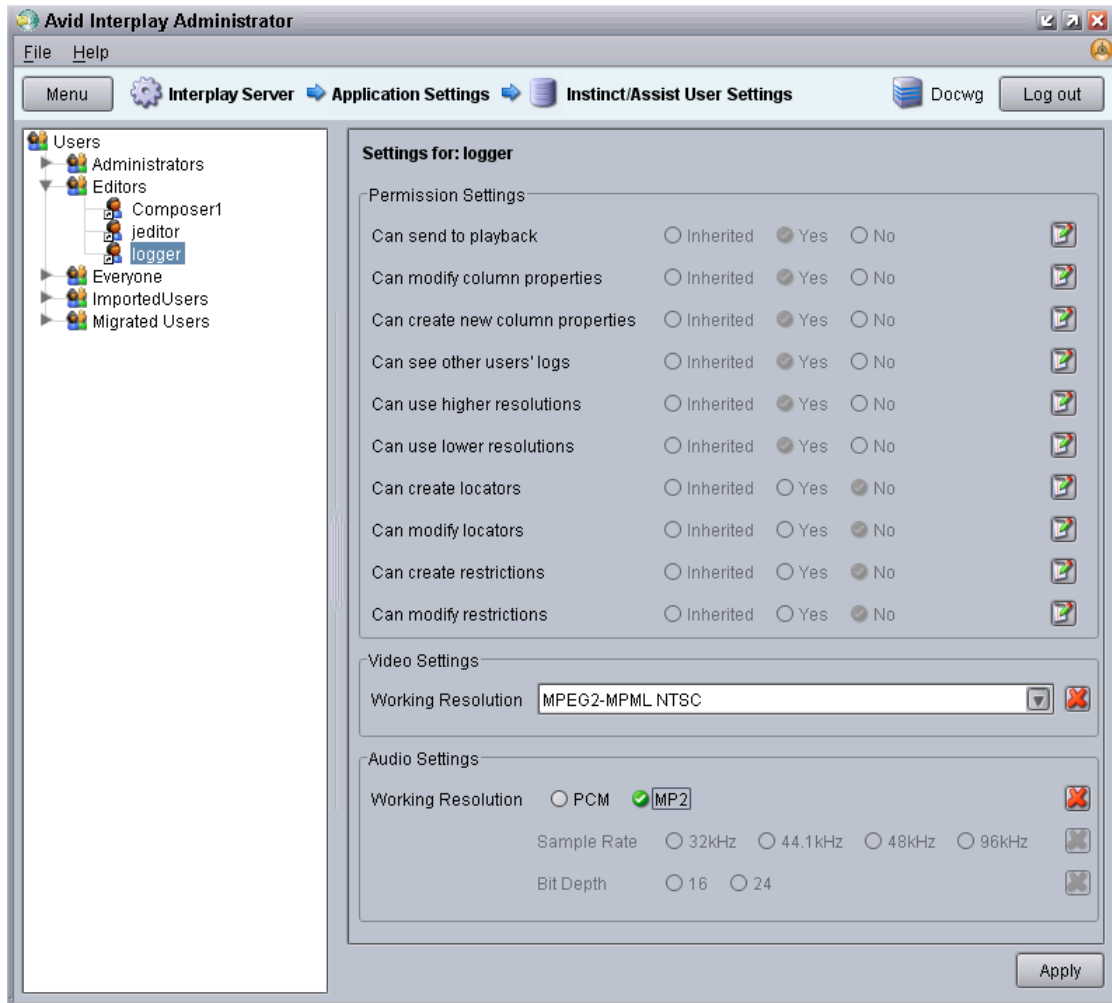 Avid Interplay Administrator
File Help
Menu Interplay Server Application Settings Instinct/Assist User Settings Docwg Log out
Users
Administrators
Editors
Composer1
jeditor
logger
Everyone
ImportedUsers
Migrated Users
Settings for: logger
Permission Settings
Can send to playback Inherited Yes No
Can modify column properties Inherited Yes No
Can create new column properties Inherited Yes No
Can see other users' logs Inherited Yes No
Can use higher resolutions Inherited Yes No
Can use lower resolutions Inherited Yes No
Can create locators Inherited Yes No
Can modify locators Inherited Yes No
Can create restrictions Inherited Yes No
Can modify restrictions Inherited Yes No
Video Settings
Working Resolution MPEG2-MPML NTSC
Audio Settings
Working Resolution PCM MP2
Sample Rate 32kHz 44.1kHz 48kHz 96kHz
Bit Depth 16 24
Apply